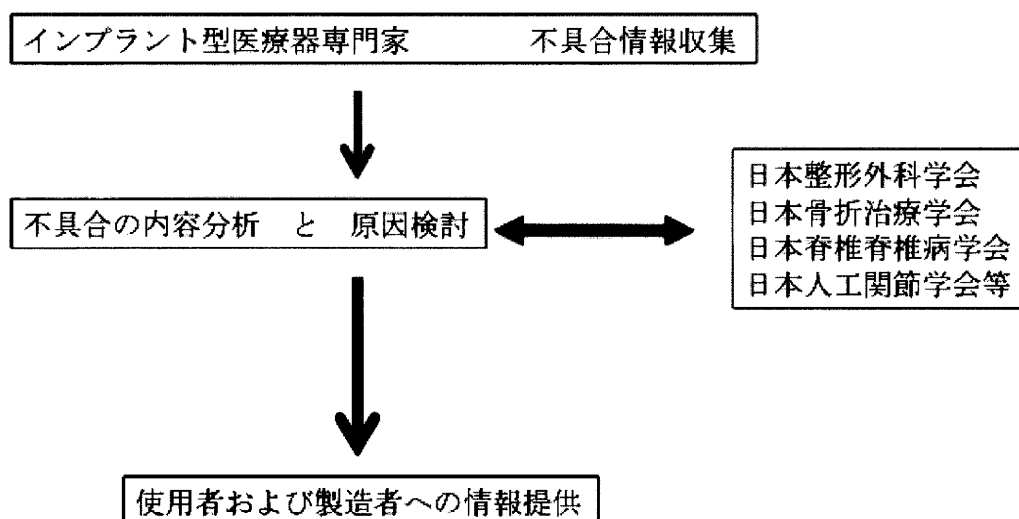 インプラント型医療器専門家　　　不具合情報収集
不具合の内容分析　と　原因検討
日本整形外科学会
日本骨折治療学会
日本脊椎脊椎病学会
日本人工関節学会等
使用者および製造者への情報提供